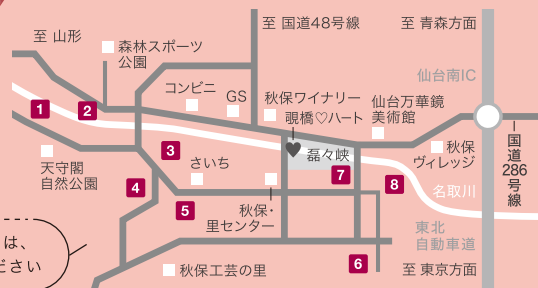 至 国道48号線
至 青森方面
至 山形
森林スポーツ
公園
仙台南IC
コンビニ
GS
秋保ワイナリー
覗橋♡ハート
仙台万華鏡
美術館
1
2
3
磊々峡
秋保
ヴィレッジ
国道
286
号線
天守閣
自然公園
さいち
4
7
8
名取川
5
秋保・
里センター
東北
自動車道
は、
ださい
6
秋保工芸の里
至 東京方面